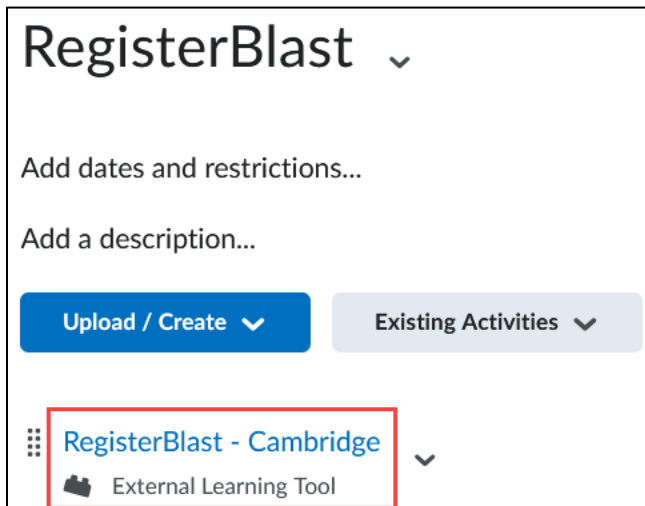 RegisterBlast
Add dates and restrictions...
Add a description...
Upload / Create
Existing Activities
RegisterBlast - Cambridge
External Learning Tool